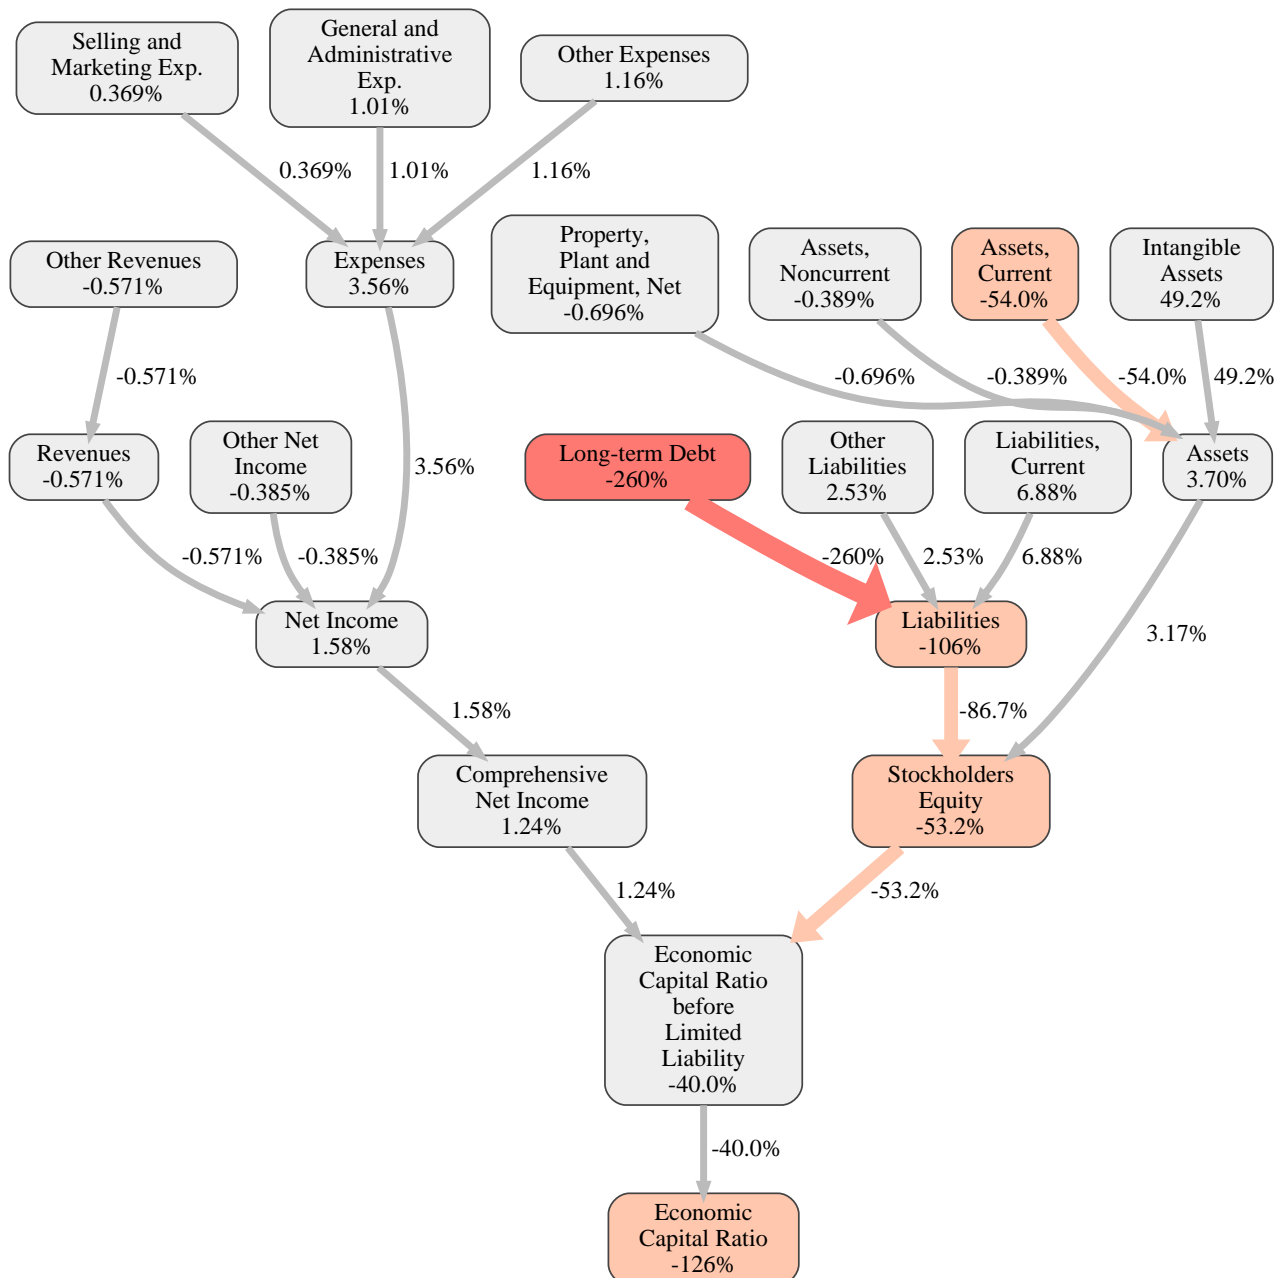 Selling and
Marketing Exp.
0.369%
General and
Administrative
Exp.
1.01%
Other Expenses
1.16%
0.369%
1.01%
1.16%
Other Revenues
-0.571%
Expenses
3.56%
Property,
Plant and
Equipment, Net
-0.696%
Assets,
Noncurrent
-0.389%
Assets,
Current
-54.0%
Intangible
Assets
49.2%
-0.571%
-0.696%
-0.389%
-54.0%
49.2%
Revenues
-0.571%
Other Net
Income
-0.385%
3.56%
Long-term Debt
-260%
Other
Liabilities
2.53%
Liabilities,
Current
6.88%
Assets
3.70%
-0.571%
-0.385%
-260%
2.53%
6.88%
Net Income
1.58%
Liabilities
-106%
3.17%
1.58%
-86.7%
Comprehensive
Net Income
1.24%
Stockholders
Equity
-53.2%
1.24%
-53.2%
Economic
Capital Ratio
before
Limited
Liability
-40.0%
-40.0%
Economic
Capital Ratio
-126%